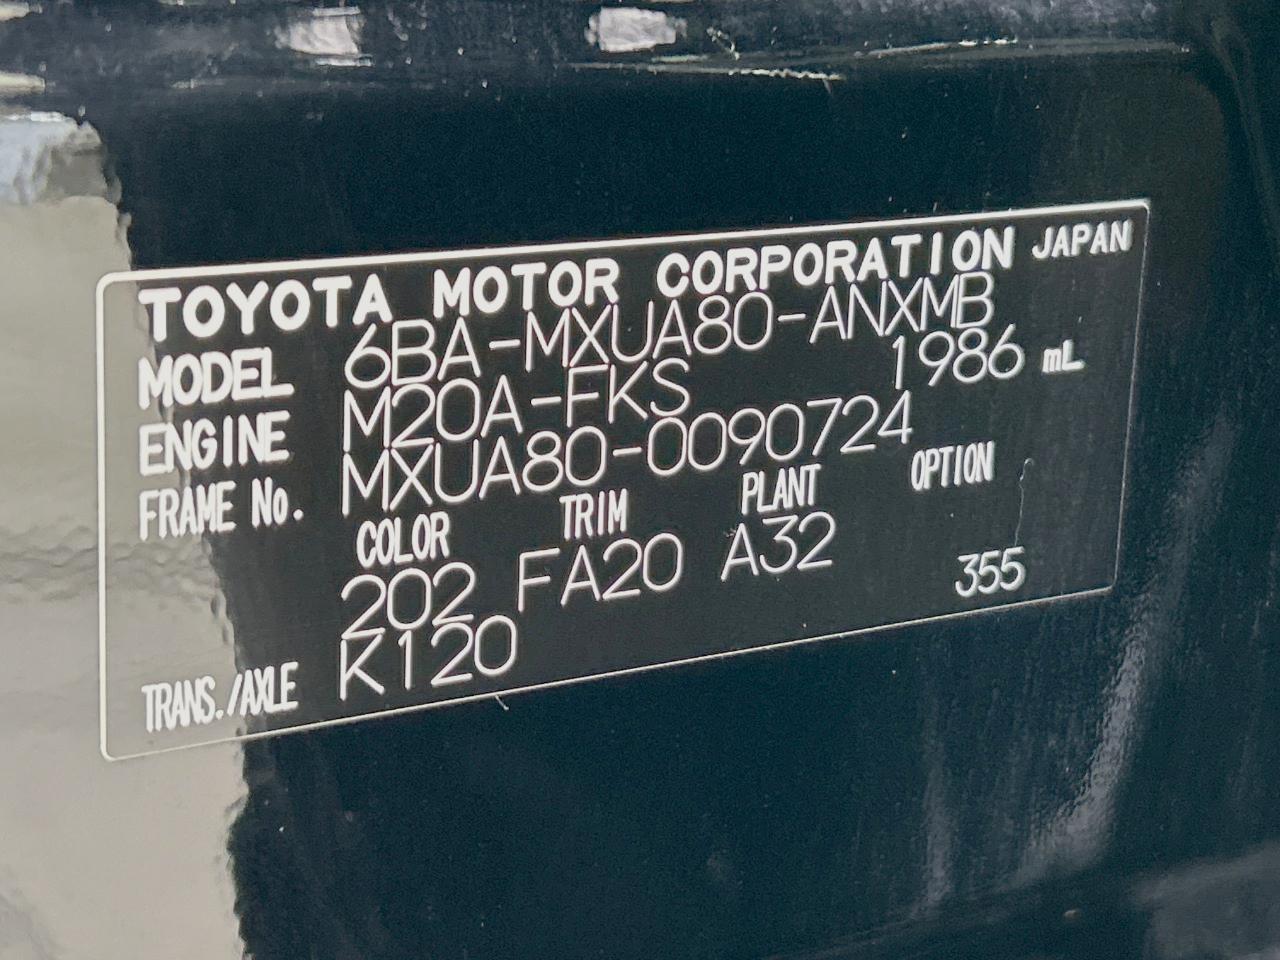 TOYOTA MOTOR CORPORATION JAPAN
MODEL 6BA-MXUA80-ANXMB
ENGINE M20A-FKS 1986 mL
FRAME No. MXUA80-0090724
COLOR TRIM PLANT OPTION
202 FA20 A32 355
TRANS./AXLE K120